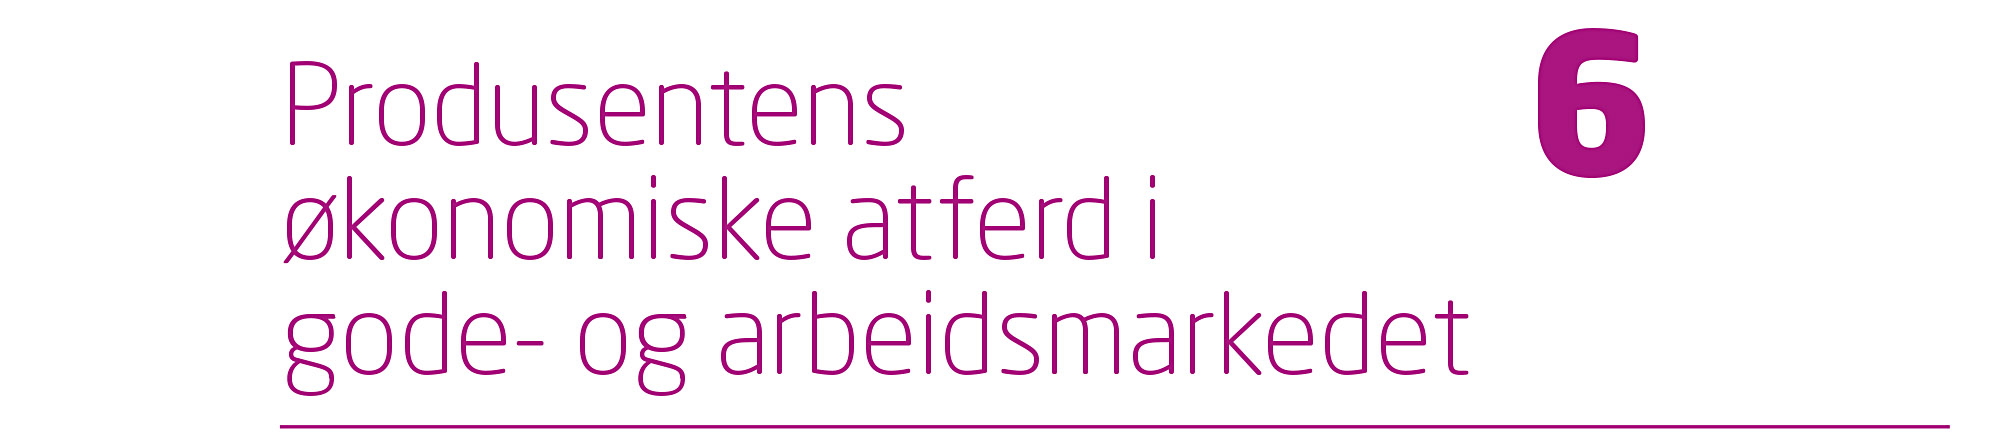 Produsentens
økonomiske atferd i
gode- og arbeidsmarkedet
6